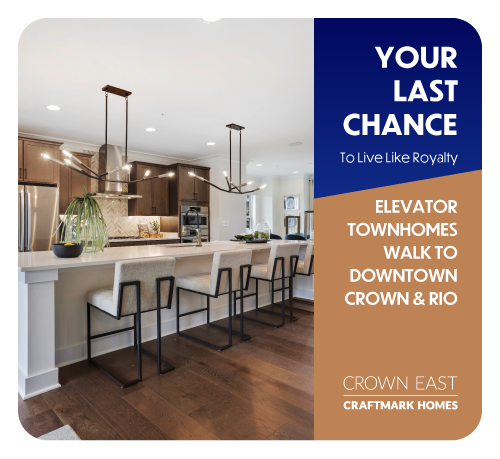 YOUR
LAST
CHANCE
To Live Like Royalty
ELEVATOR
TOWNHOMES
WALK TO
DOWNTOWN
CROWN & RIO
CROWN EAST
CRAFTMARK HOMES